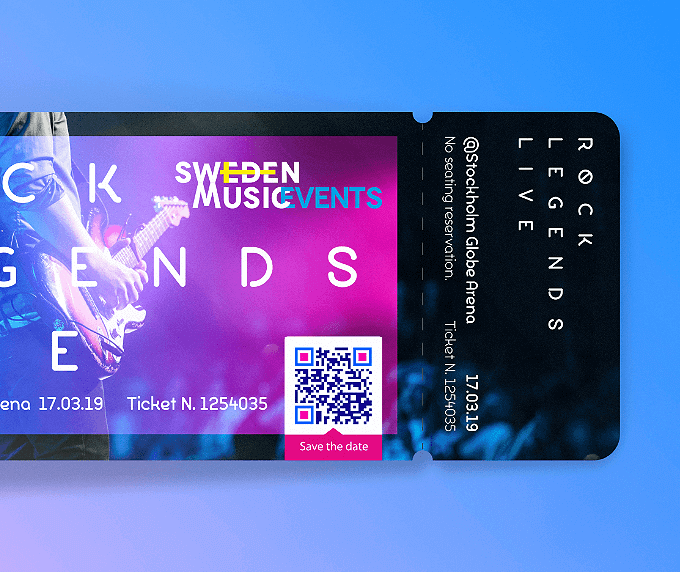 CK
SWEDEN
MUSIC EVENTS
GENDS
E
ena 17.03.19 Ticket N. 1254035
Save the date
RØCK
LEGENDS
LIVE
@Stockholm Globe Arena 17.03.19
No seating reservation. Ticket N. 1254035